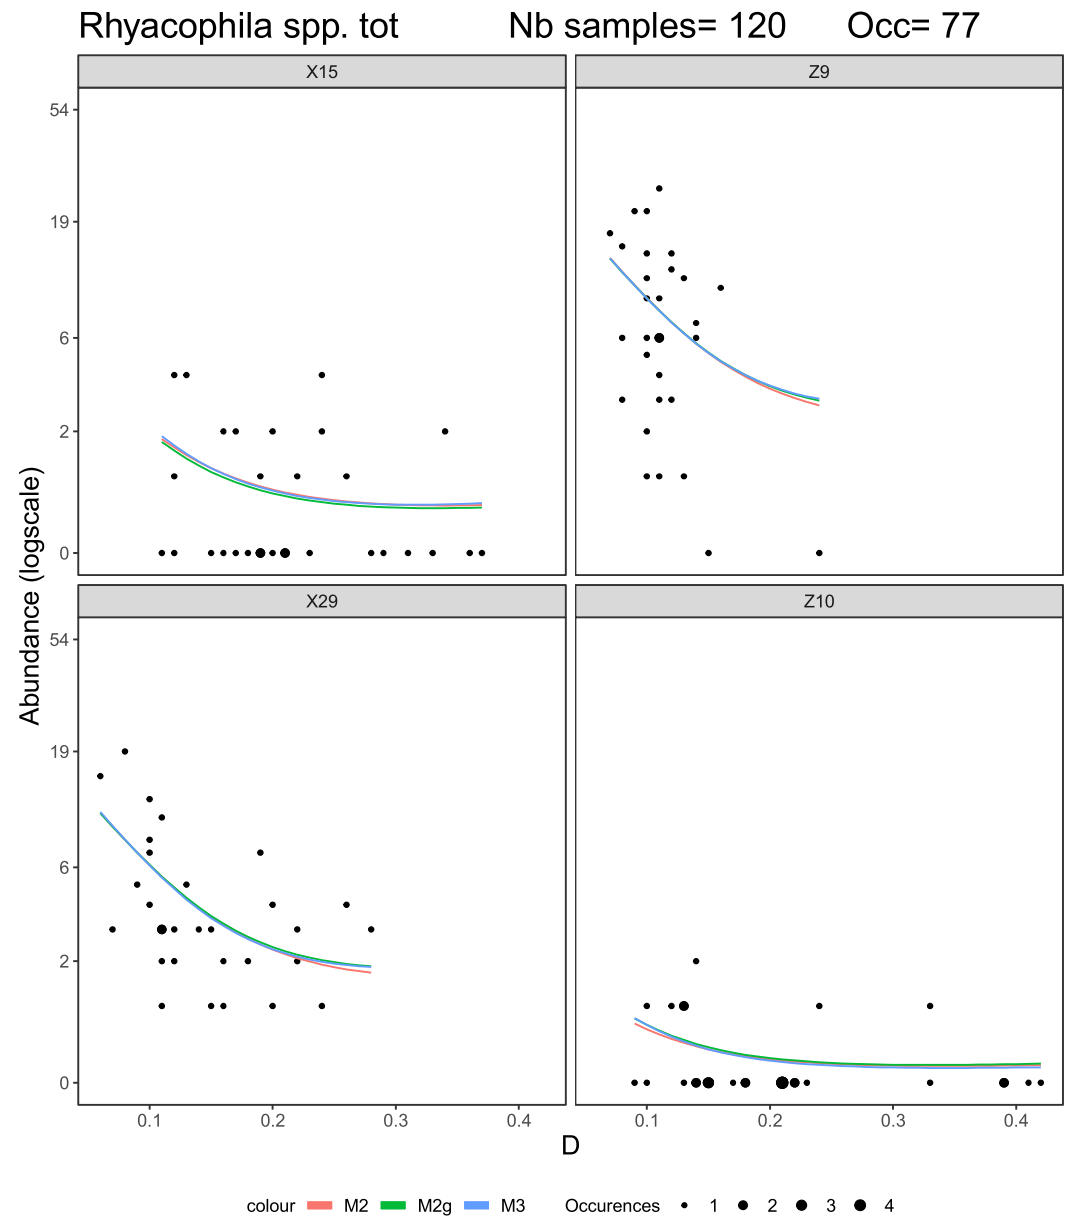 Rhyacophila spp. tot Nb samples= 120 Occ= 77
X15 Z9
54
19
6
2
0
X29 Z10
54
19
6
2
0
Abundance (logscale)
0.1 0.2 0.3 0.4 0.1 0.2 0.3 0.4
D
colour M2 M2g M3 Occurences 1 2 3 4